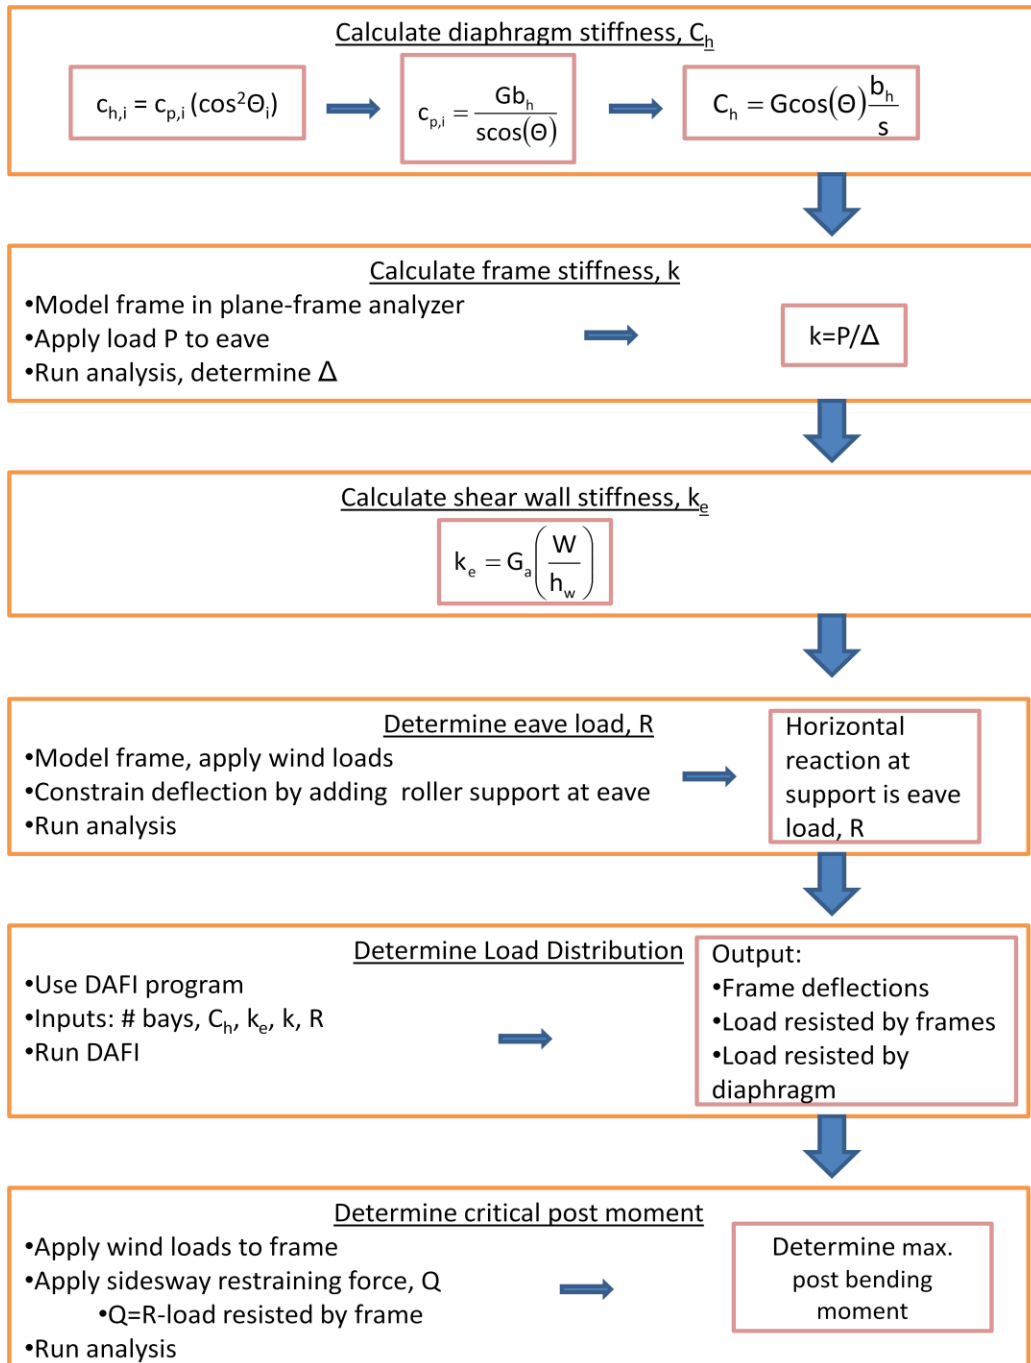 Calculate diaphragm stiffness, Ch
ch,i = cp,i (cos²Θi)
cp,i = Gbh / scos(Θ)
Ch = Gcos(Θ) bh / s
Calculate frame stiffness, k
•Model frame in plane-frame analyzer
•Apply load P to eave
•Run analysis, determine Δ
k=P/Δ
Calculate shear wall stiffness, ke
ke = Ga (W / hw)
Determine eave load, R
•Model frame, apply wind loads
•Constrain deflection by adding roller support at eave
•Run analysis
Horizontal
reaction at
support is eave
load, R
Determine Load Distribution
•Use DAFI program
•Inputs: # bays, Ch, ke, k, R
•Run DAFI
Output:
•Frame deflections
•Load resisted by frames
•Load resisted by
diaphragm
Determine critical post moment
•Apply wind loads to frame
•Apply sidesway restraining force, Q
•Q=R-load resisted by frame
•Run analysis
Determine max.
post bending
moment